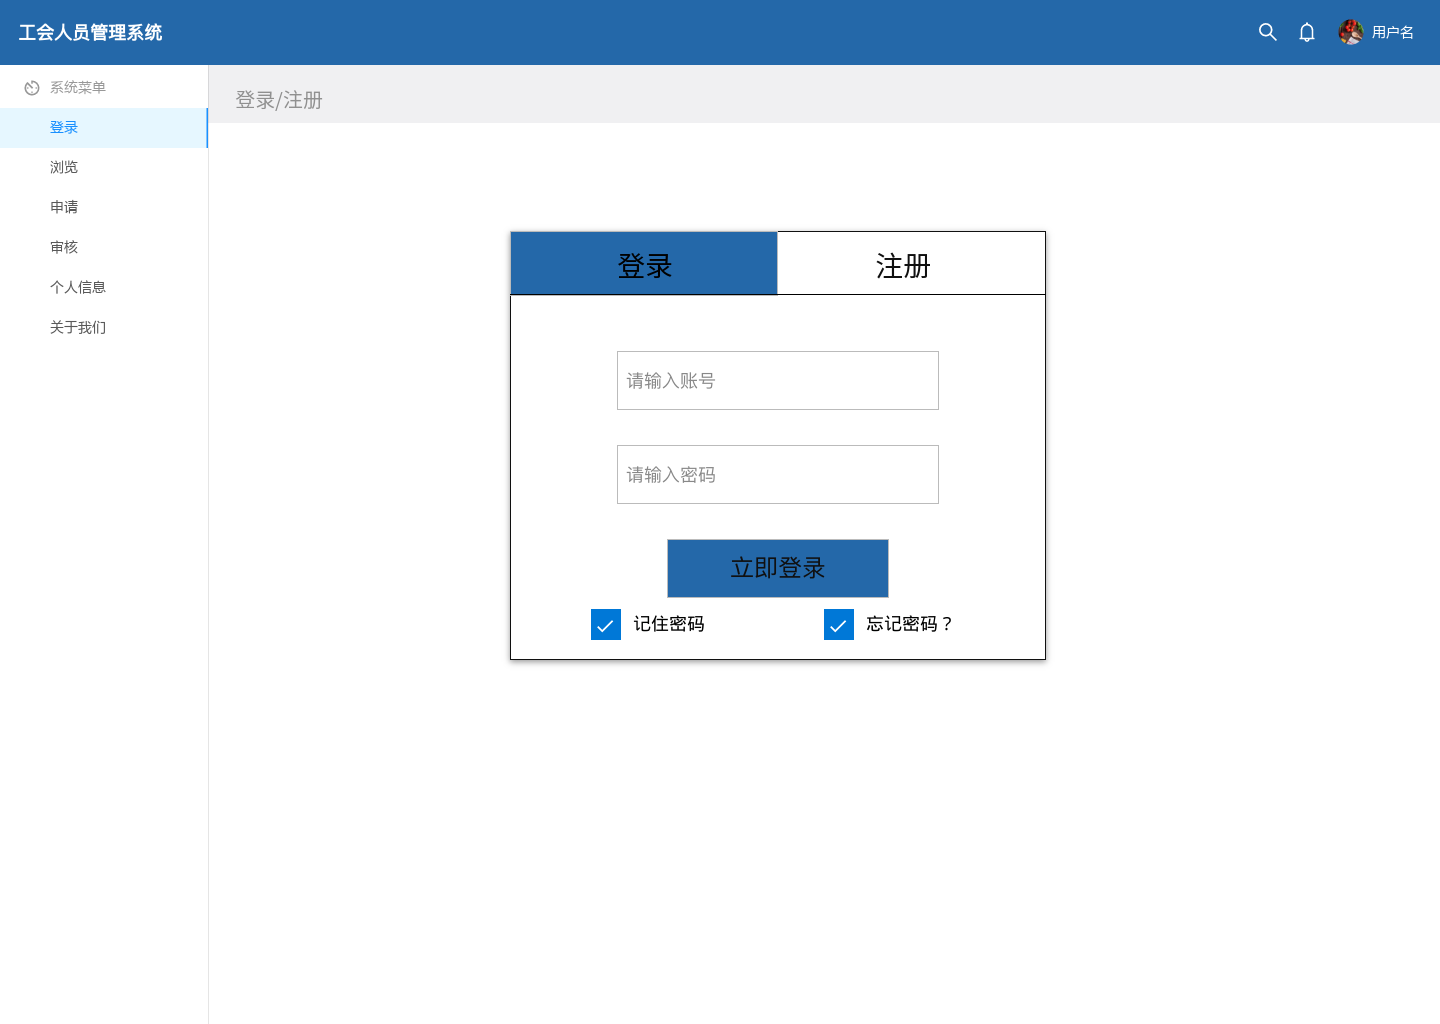 工会人员管理系统
用户名
系统菜单
登录
浏览
申请
审核
个人信息
关于我们
登录/注册
登录 注册
请输入账号
请输入密码
立即登录
记住密码 忘记密码？